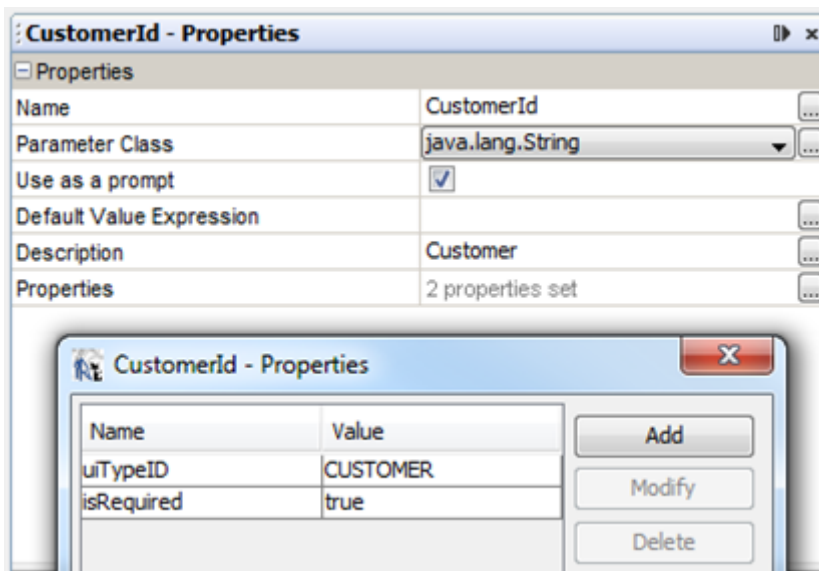 CustomerId - Properties
Properties
Name CustomerId ...
Parameter Class java.lang.String ...
Use as a prompt
Default Value Expression ...
Description Customer ...
Properties 2 properties set ...
CustomerId - Properties
Name Value Add
uiTypeID CUSTOMER
isRequired true Modify
Delete